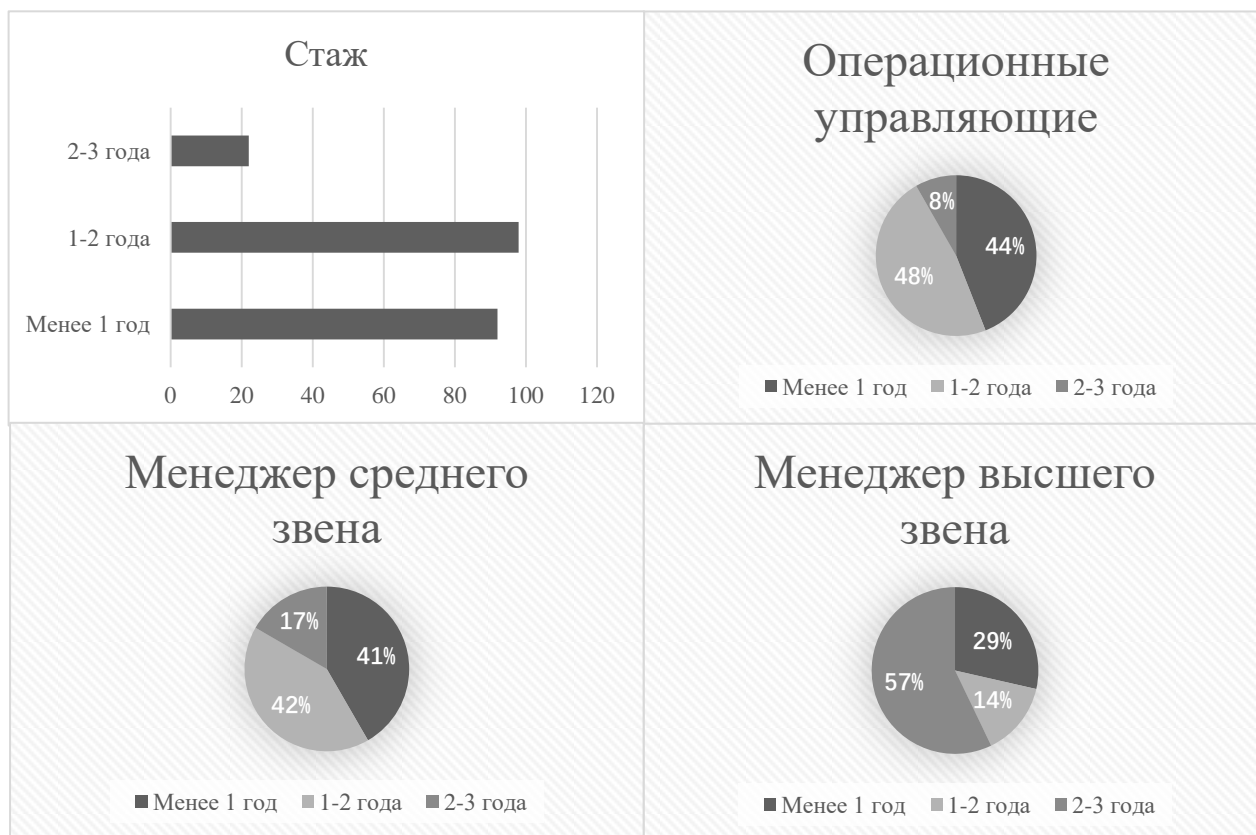 Стаж
2-3 года
1-2 года
Менее 1 год
0 20 40 60 80 100 120
Операционные
управляющие
8%
44%
48%
Менее 1 год 1-2 года 2-3 года
Менеджер среднего
звена
17%
41%
42%
Менее 1 год 1-2 года 2-3 года
Менеджер высшего
звена
29%
57%
14%
Менее 1 год 1-2 года 2-3 года